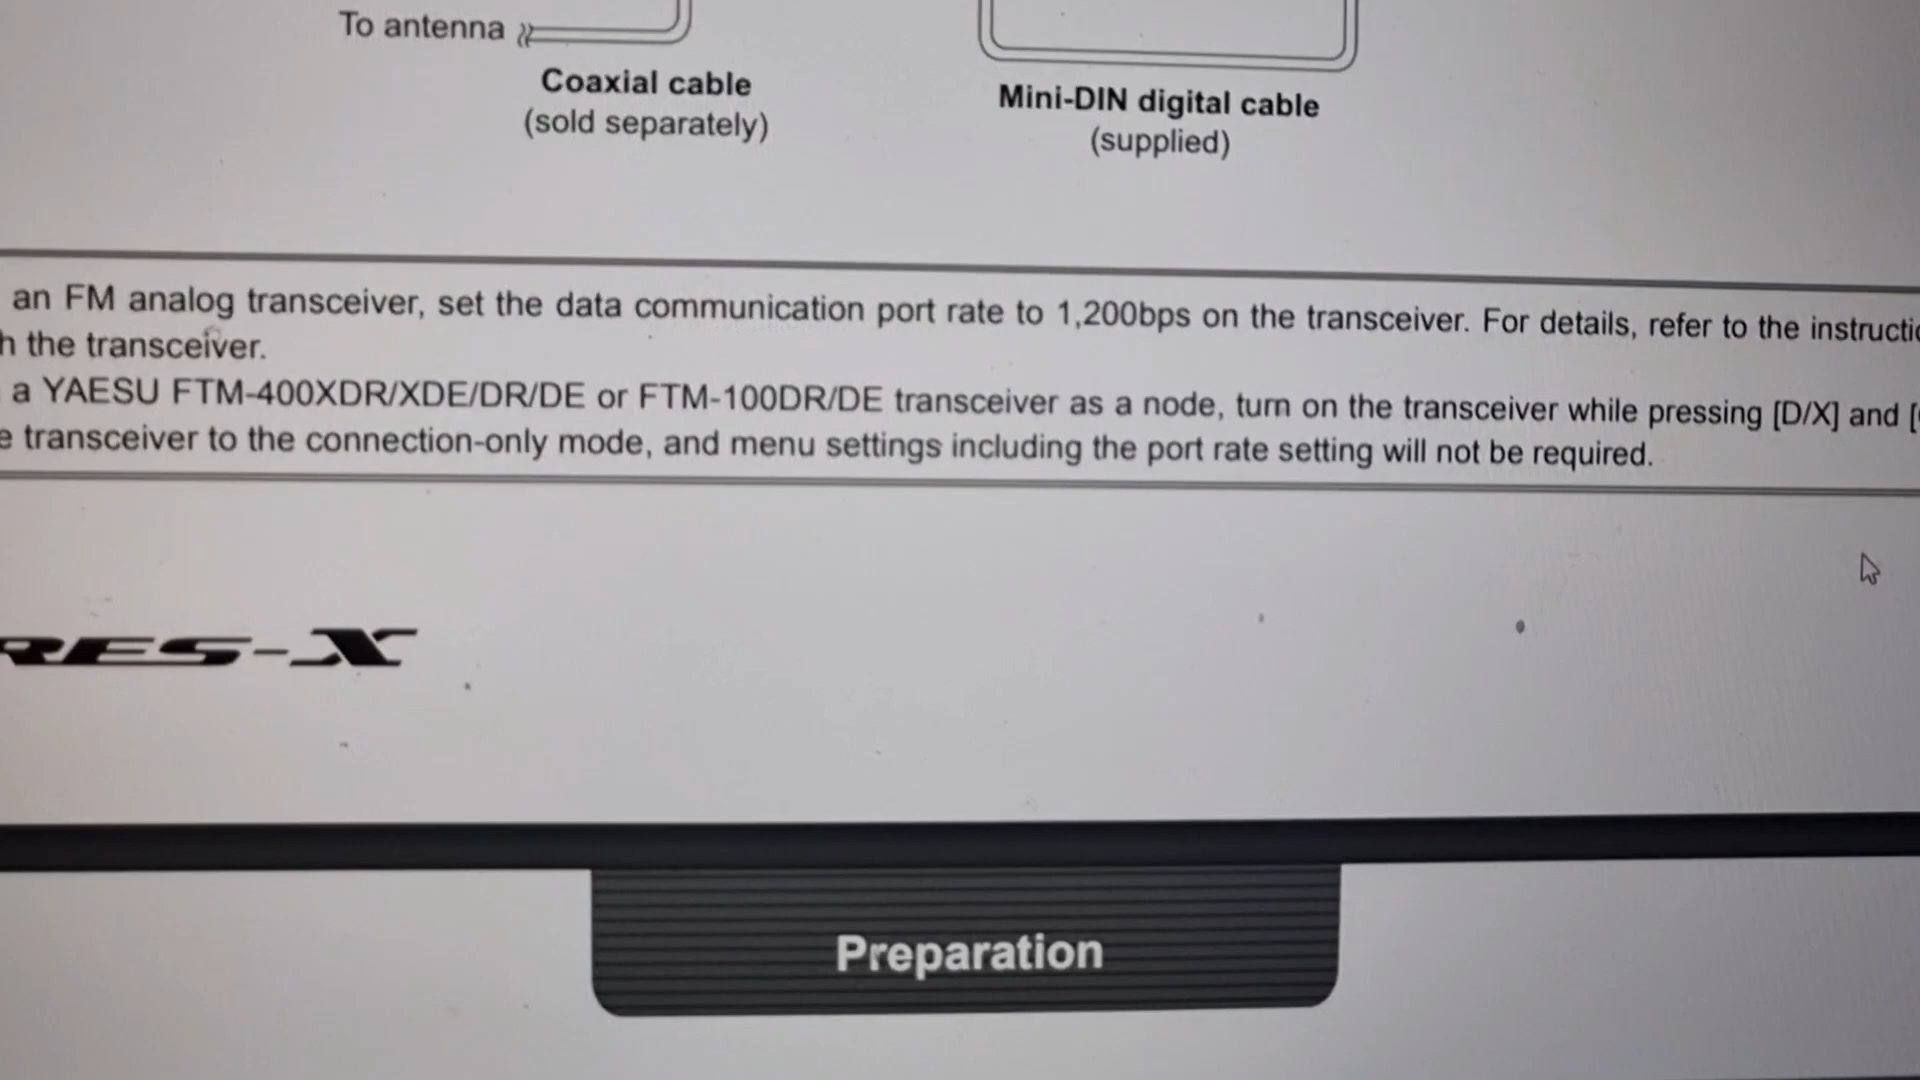 To antenna
Coaxial cable
(sold separately)
Mini-DIN digital cable
(supplied)
an FM analog transceiver, set the data communication port rate to 1,200bps on the transceiver. For details, refer to the instructi
h the transceiver.
a YAESU FTM-400XDR/XDE/DR/DE or FTM-100DR/DE transceiver as a node, turn on the transceiver while pressing [D/X] and [
e transceiver to the connection-only mode, and menu settings including the port rate setting will not be required.
RES-X
Preparation